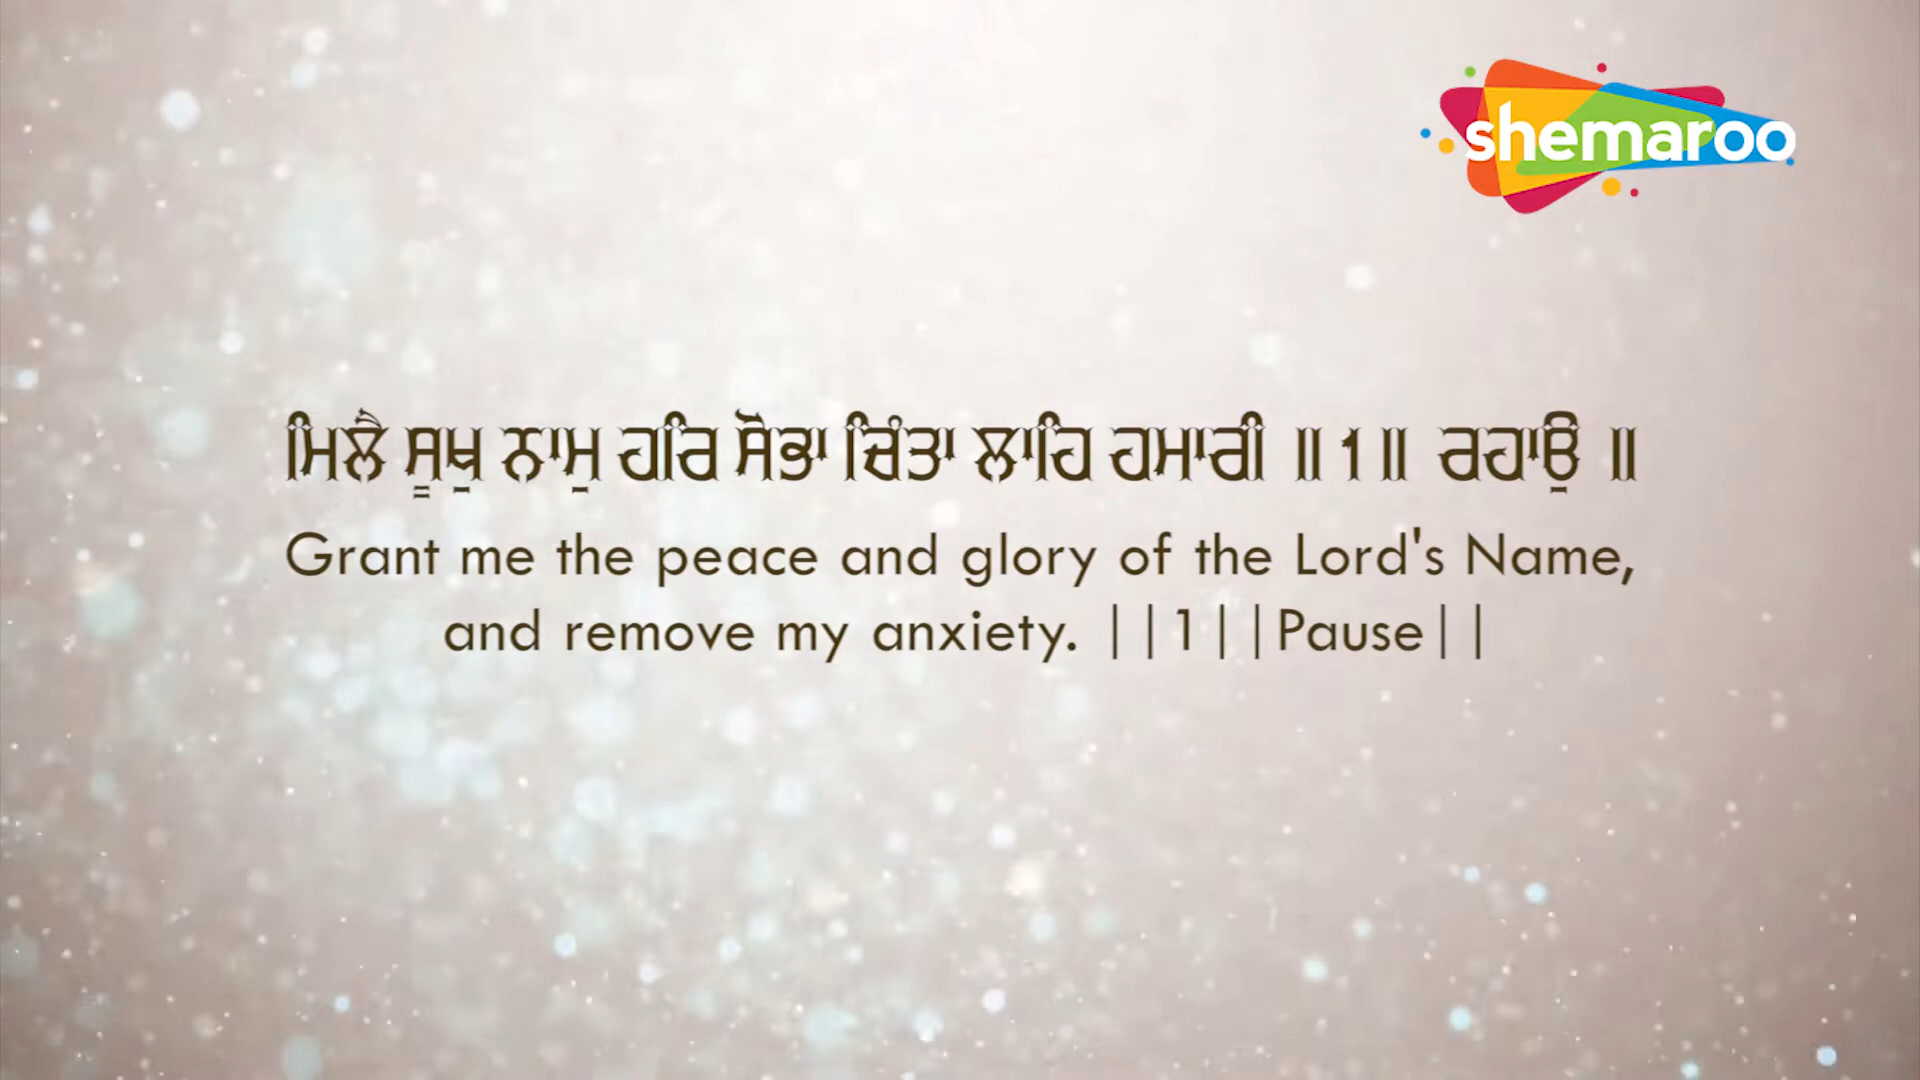 shemaroo
ਮਿਲੈ ਸੂਖੁ ਨਾਮੁ ਹਰਿ ਸੋਭਾ ਚਿੰਤਾ ਲਾਹਿ ਹਮਾਰੀ ॥ 1 ॥ ਰਹਾਉ ॥
Grant me the peace and glory of the Lord's Name,
and remove my anxiety. ||1||Pause||